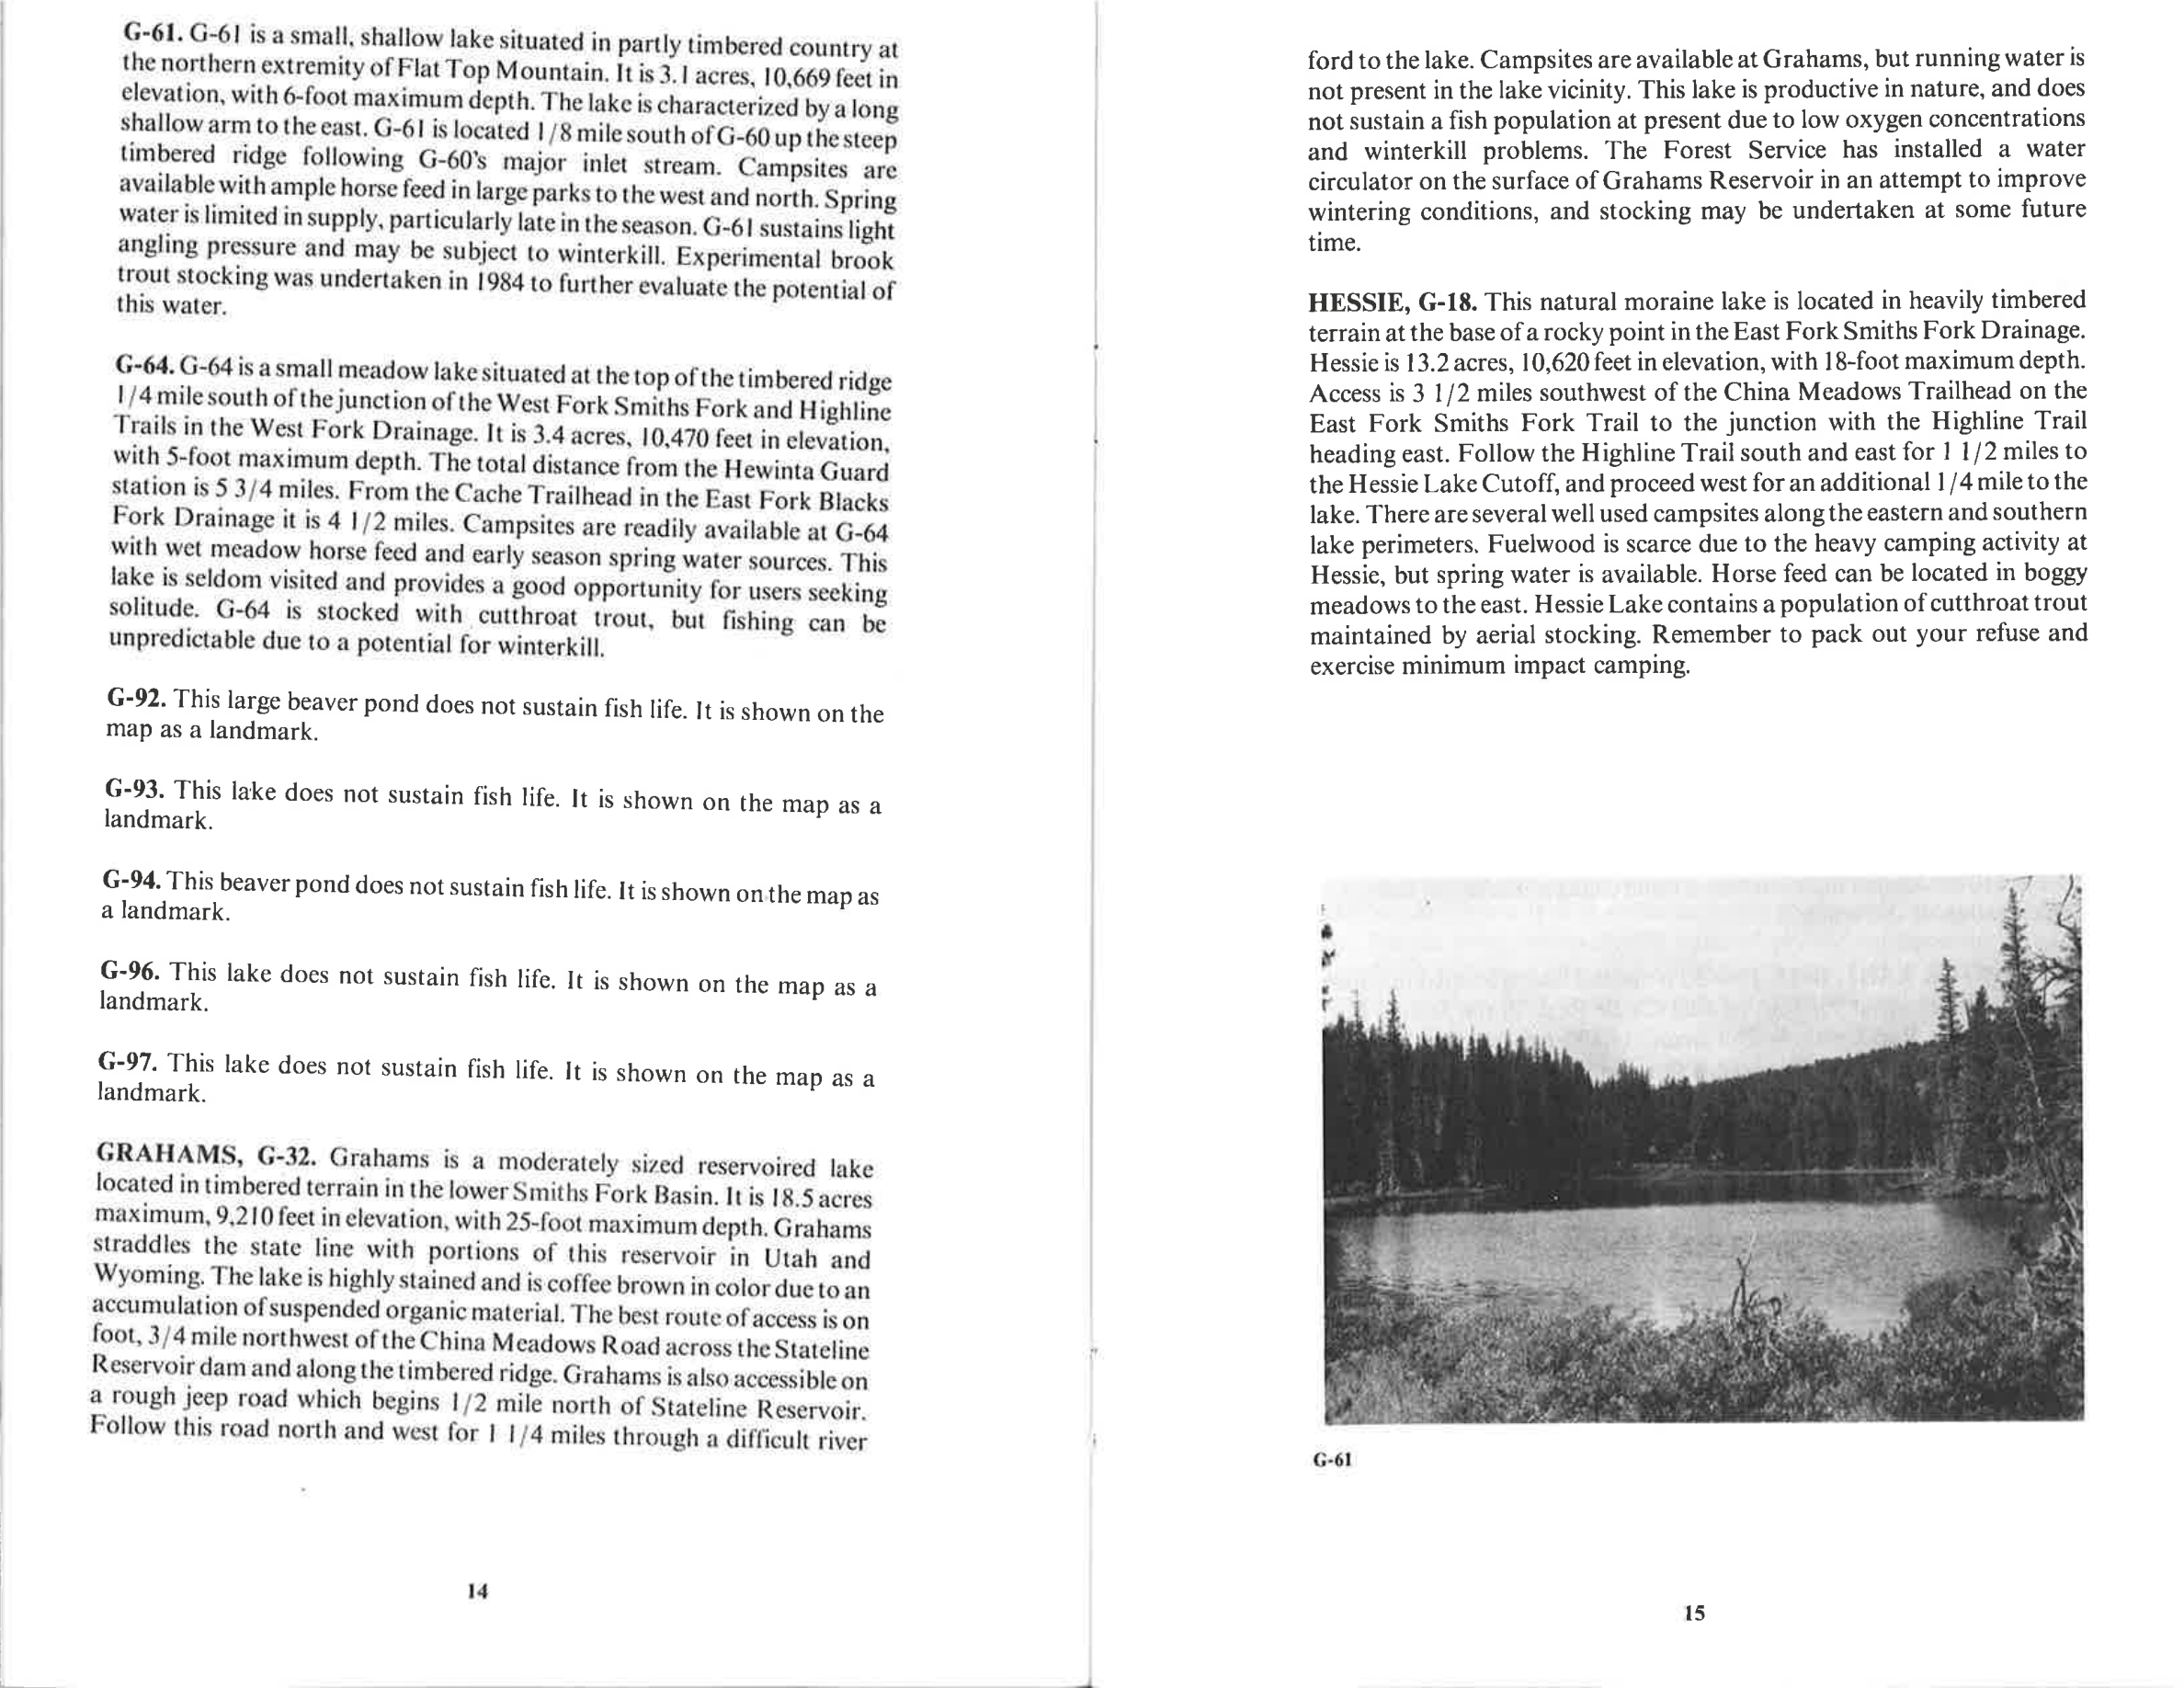 G-61. G-61 is a small, shallow lake situated in partly timbered country at
the northern extremity of Flat Top Mountain. It is 3.1 acres, 10,669 feet in
elevation, with 6-foot maximum depth. The lake is characterized by a long
shallow arm to the east. G-61 is located 1/8 mile south of G-60 up the steep
timbered ridge following G-60's major inlet stream. Campsites are
available with ample horse feed in large parks to the west and north. Spring
water is limited in supply, particularly late in the season. G-61 sustains light
angling pressure and may be subject to winterkill. Experimental brook
trout stocking was undertaken in 1984 to further evaluate the potential of
this water.
G-64. G-64 is a small meadow lake situated at the top of the timbered ridge
1/4 mile south of the junction of the West Fork Smiths Fork and Highline
Trails in the West Fork Drainage. It is 3.4 acres, 10,470 feet in elevation,
with 5-foot maximum depth. The total distance from the Hewinta Guard
station is 5 3/4 miles. From the Cache Trailhead in the East Fork Blacks
Fork Drainage it is 4 1/2 miles. Campsites are readily available at G-64
with wet meadow horse feed and early season spring water sources. This
lake is seldom visited and provides a good opportunity for users seeking
solitude. G-64 is stocked with cutthroat trout, but fishing can be
unpredictable due to a potential for winterkill.
G-92. This large beaver pond does not sustain fish life. It is shown on the
map as a landmark.
G-93. This lake does not sustain fish life. It is shown on the map as a
landmark.
G-94. This beaver pond does not sustain fish life. It is shown on the map as
a landmark.
G-96. This lake does not sustain fish life. It is shown on the map as a
landmark.
G-97. This lake does not sustain fish life. It is shown on the map as a
landmark.
GRAHAMS, G-32. Grahams is a moderately sized reservoired lake
located in timbered terrain in the lower Smiths Fork Basin. It is 18.5 acres
maximum, 9,210 feet in elevation, with 25-foot maximum depth. Grahams
straddles the state line with portions of this reservoir in Utah and
Wyoming. The lake is highly stained and is coffee brown in color due to an
accumulation of suspended organic material. The best route of access is on
foot, 3/4 mile northwest of the China Meadows Road across the Stateline
Reservoir dam and along the timbered ridge. Grahams is also accessible on
a rough jeep road which begins 1/2 mile north of Stateline Reservoir.
Follow this road north and west for 1 1/4 miles through a difficult river
14
ford to the lake. Campsites are available at Grahams, but running water is
not present in the lake vicinity. This lake is productive in nature, and does
not sustain a fish population at present due to low oxygen concentrations
and winterkill problems. The Forest Service has installed a water
circulator on the surface of Grahams Reservoir in an attempt to improve
wintering conditions, and stocking may be undertaken at some future
time.
HESSIE, G-18. This natural moraine lake is located in heavily timbered
terrain at the base of a rocky point in the East Fork Smiths Fork Drainage.
Hessie is 13.2 acres, 10,620 feet in elevation, with 18-foot maximum depth.
Access is 3 1/2 miles southwest of the China Meadows Trailhead on the
East Fork Smiths Fork Trail to the junction with the Highline Trail
heading east. Follow the Highline Trail south and east for 1 1/2 miles to
the Hessie Lake Cutoff, and proceed west for an additional 1/4 mile to the
lake. There are several well used campsites along the eastern and southern
lake perimeters. Fuelwood is scarce due to the heavy camping activity at
Hessie, but spring water is available. Horse feed can be located in boggy
meadows to the east. Hessie Lake contains a population of cutthroat trout
maintained by aerial stocking. Remember to pack out your refuse and
exercise minimum impact camping.
G-61
15